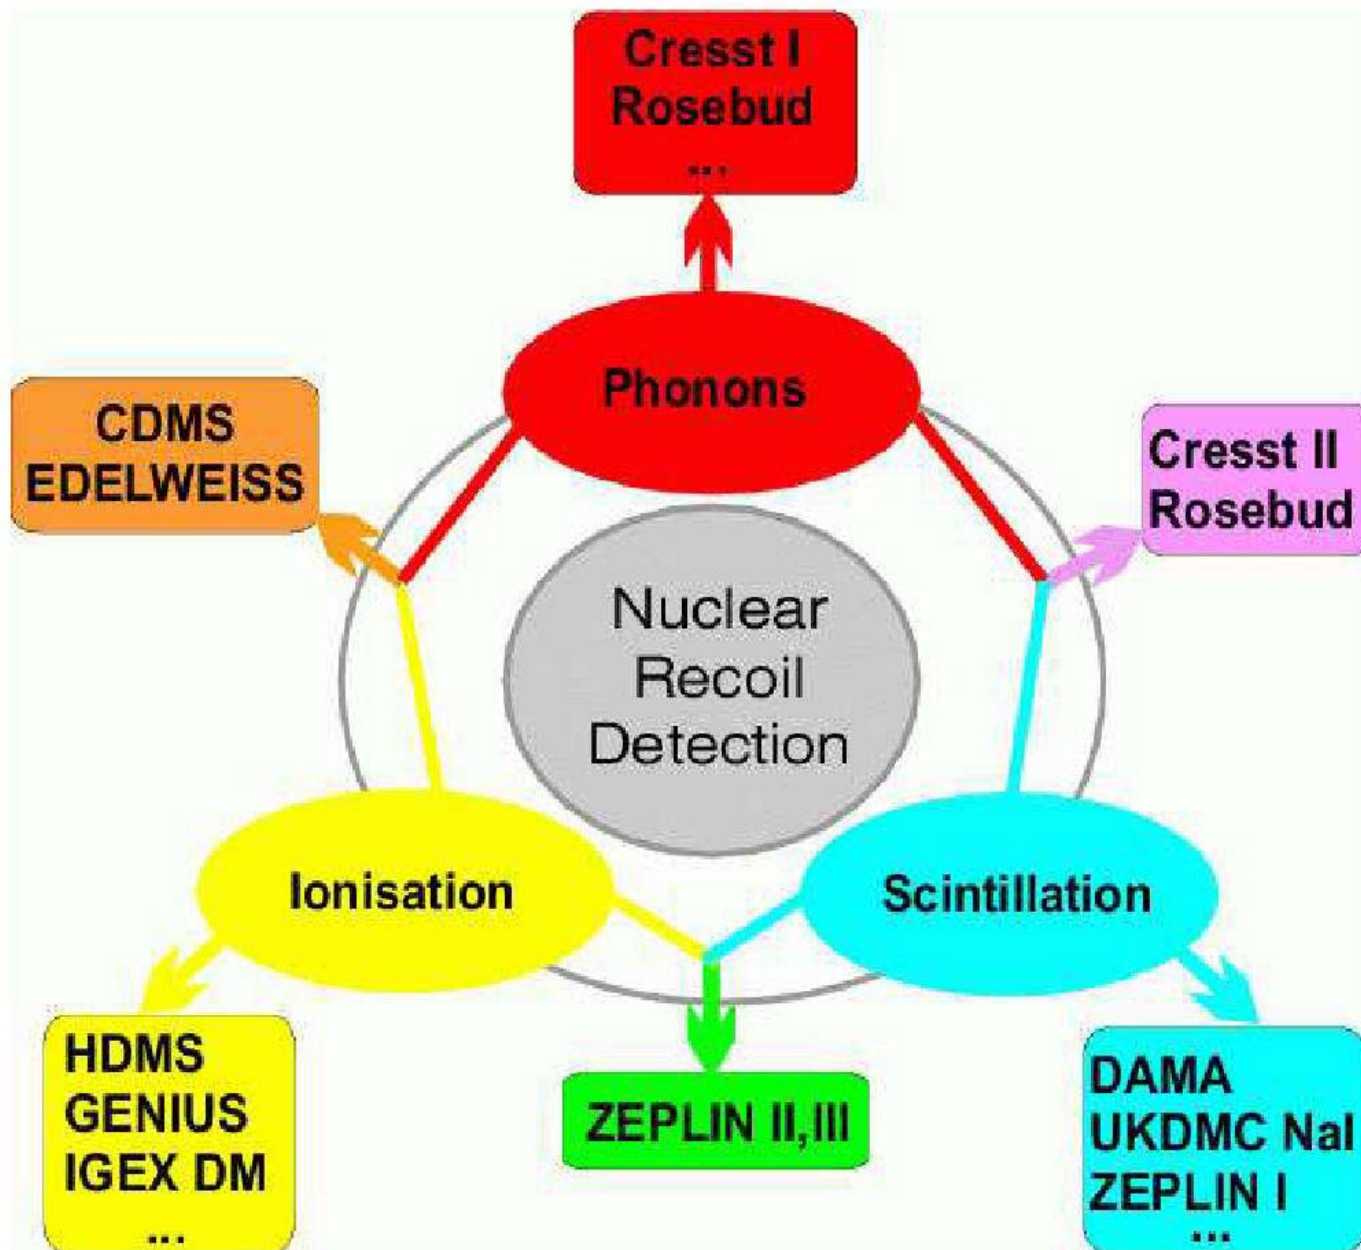 Cresst I
Rosebud
...
Phonons
CDMS
EDELWEISS
Cresst II
Rosebud
Nuclear
Recoil
Detection
Ionisation
Scintillation
HDMS
GENIUS
IGEX DM
...
ZEPLIN II,III
DAMA
UKDMC NaI
ZEPLIN I
...